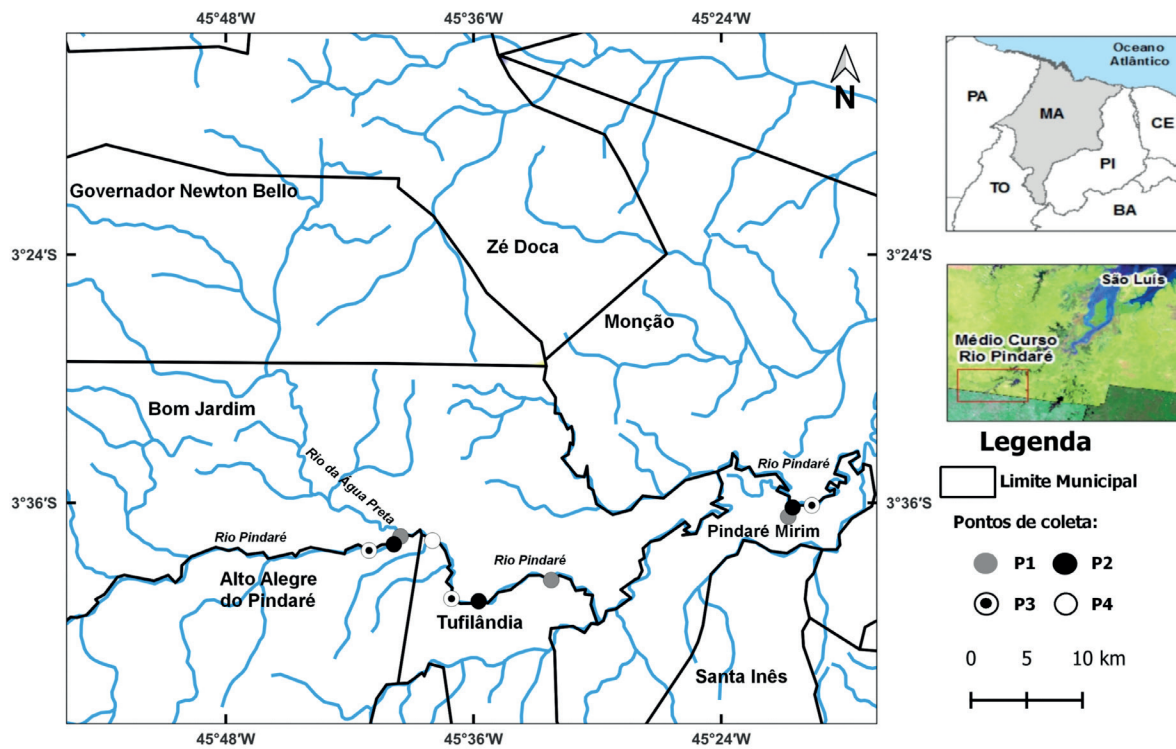 45°48'W 45°36'W 45°24'W
N
Governador Newton Bello
Zé Doca
3°24'S 3°24'S
Monção
Bom Jardim
Rio da Agua Preta
Rio Pindaré
3°36'S 3°36'S
Pindaré Mirim
Rio Pindaré
Rio Pindaré
Alto Alegre
do Pindaré
Tufilândia
Santa Inês
45°48'W 45°36'W 45°24'W
Oceano
Atlântico
PA
MA
CE
PI
TO
BA
São Luís
Médio Curso
Rio Pindaré
Legenda
Limite Municipal
Pontos de coleta:
P1 P2
P3 P4
0 5 10 km